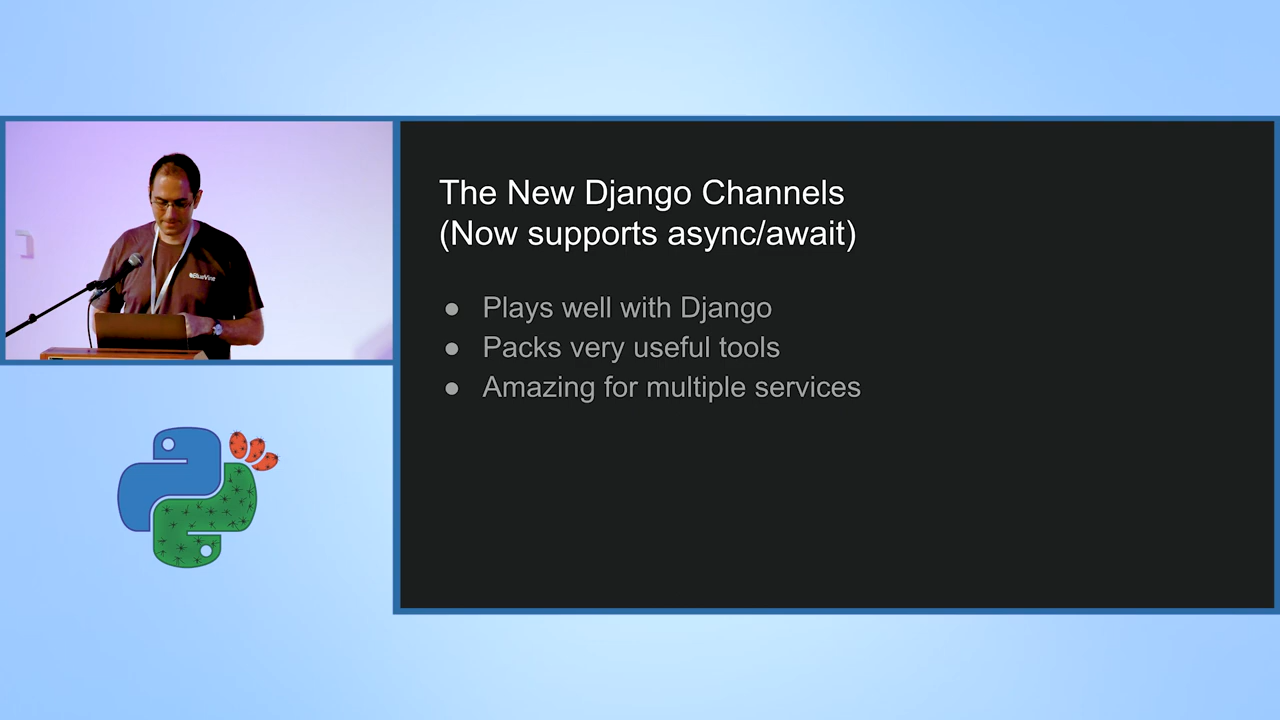 BlueVine
The New Django Channels
(Now supports async/await)
● Plays well with Django
● Packs very useful tools
● Amazing for multiple services